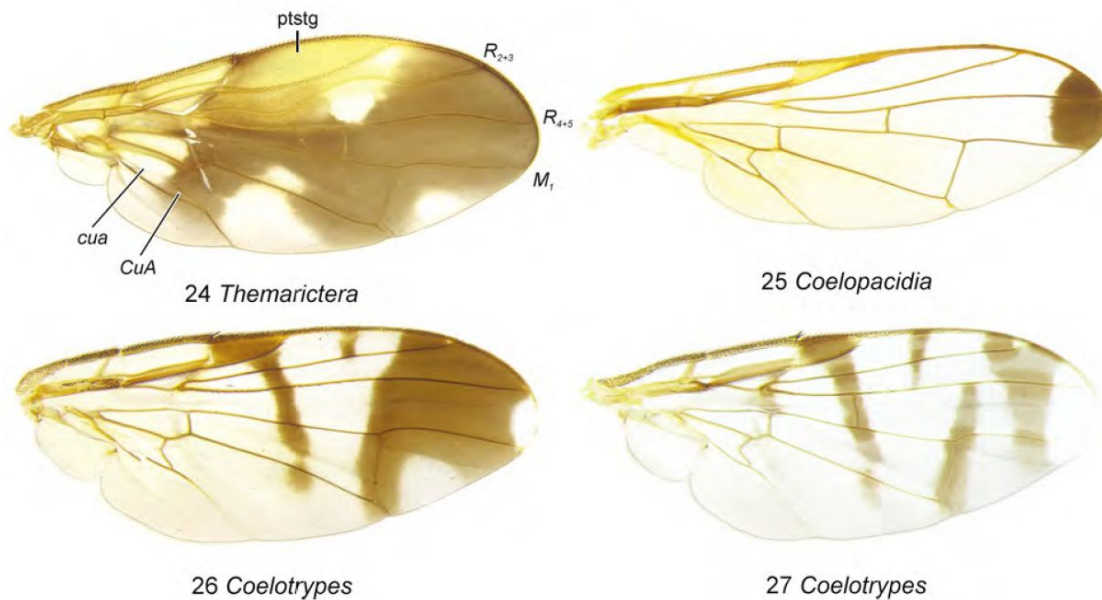 ptstg
R2+3
R4+5
M1
cua
CuA
24 Themarictera
25 Coelopacidia
26 Coelotrypes
27 Coelotrypes